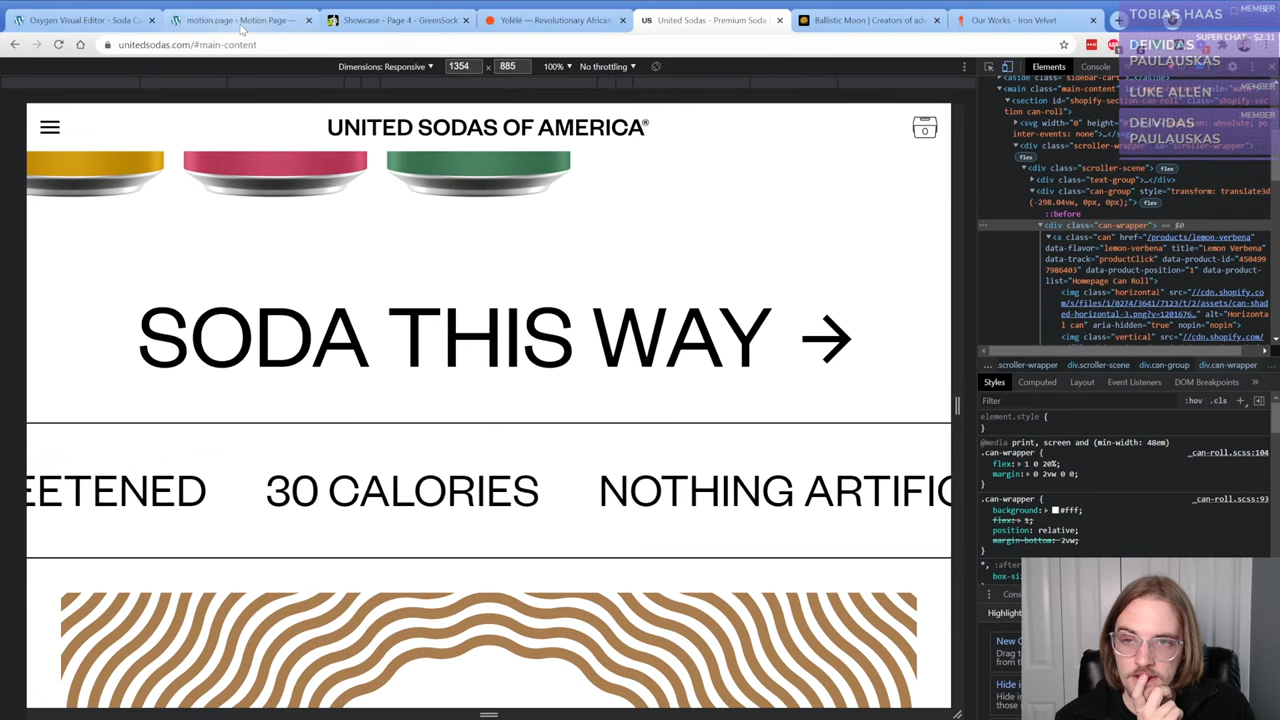 Oxygen Visual Editor - Soda Ca
motion.page ‹ Motion Page —
Showcase - Page 4 - GreenSock
Yolélé — Revolutionary African
United Sodas - Premium Soda
Ballistic Moon | Creators of adv
Our Works - Iron Velvet
unitedsodas.com/#main-content
TOBIAS HAAS
MEMBER
SUPER CHAT - $2.31
DEIVIDAS
PAULAUSKAS
LUKE ALLEN
MEMBER
DEIVIDAS
PAULAUSKAS
MEMBER
Dimensions: Responsive
1354
×
885
100%
No throttling
Elements
Console
UNITED SODAS OF AMERICA®
0
SODA THIS WAY →
EETENED
30 CALORIES
NOTHING ARTIFIC
<aside class="sidebar-cart
<main class="main-content
<section id="shopify-section-can-roll" class="shopify-sec
tion can-roll">
<svg width="0" height= position: absolute; po
inter-events: none">…</svg>
<div class="scroller-wrapper id="scroller-wrapper">
flex
<div class="scroller-scene"> flex
<div class="text-group">…</div>
<div class="can-group" style="transform: translate3d
(-298.04vw, 0px, 0px);"> flex
::before
<div class="can-wrapper"> == $0
<a class="can" href="/products/lemon-verbena"
data-flavor="lemon-verbena" title="Lemon Verbena"
data-track="productClick" data-product-id="450499
7986403" data-product-position="1" data-product-
list="Homepage Can Roll">
<img class="horizontal" src="//cdn.shopify.co
m/s/files/1/0274/3641/7123/t/2/assets/can-shad
ed-horizontal-3.png?v=1201676…" alt="Horizonta
l can" aria-hidden="true" nopin="nopin">
<img class="vertical" src="//cdn.shopify.com/
.scroller-wrapper
div.scroller-scene
div.can-group
div.can-wrapper
Styles
Computed
Layout
Event Listeners
DOM Breakpoints
Filter
:hov
.cls
element.style {
}
@media print, screen and (min-width: 48em)
.can-wrapper {
_can-roll.scss:104
flex: 1 0 20%;
margin: 0 2vw 0 0;
}
.can-wrapper {
_can-roll.scss:93
background: #fff;
flex: 1;
position: relative;
margin-bottom: 2vw;
}
*, :afte
box-siz
Cons
Highlight
New C
Drag t
from t
Hide i
Hide i
those